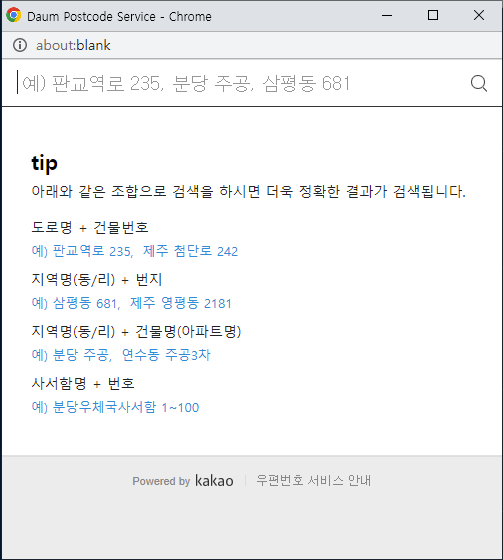 Daum Postcode Service - Chrome
about:blank
예) 판교역로 235, 분당 주공, 삼평동 681
tip
아래와 같은 조합으로 검색을 하시면 더욱 정확한 결과가 검색됩니다.
도로명 + 건물번호
예) 판교역로 235, 제주 첨단로 242
지역명(동/리) + 번지
예) 삼평동 681, 제주 영평동 2181
지역명(동/리) + 건물명(아파트명)
예) 분당 주공, 연수동 주공3차
사서함명 + 번호
예) 분당우체국사서함 1~100
Powered by kakao 우편번호 서비스 안내